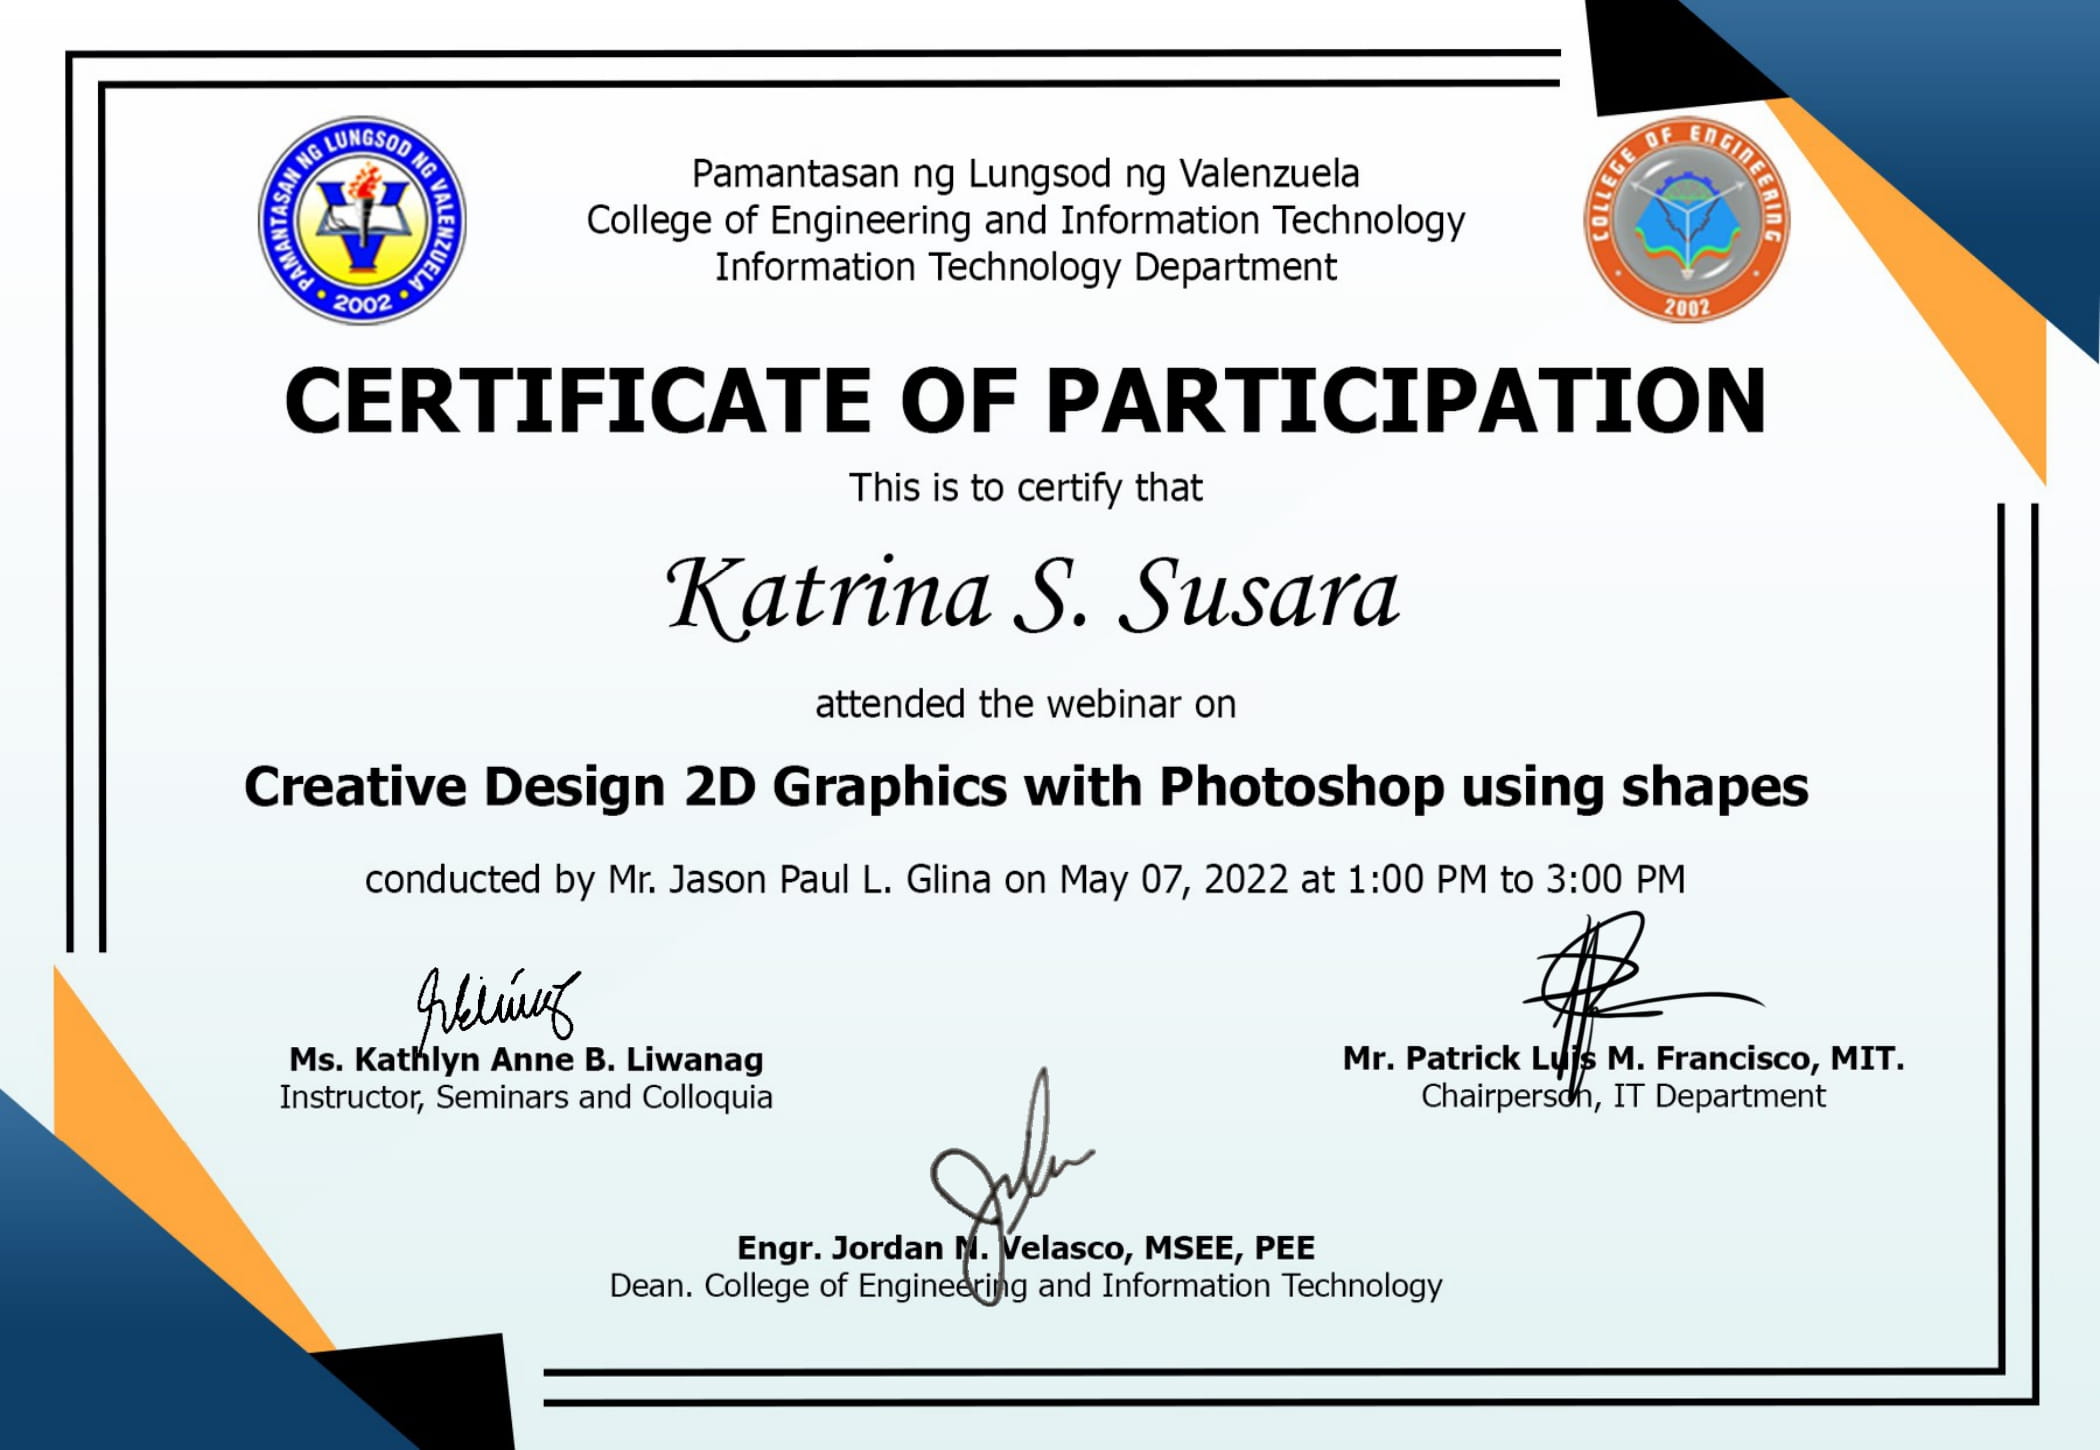 PAMANTASAN NG LUNGSOD NG VALENZUELA
2002
COLLEGE OF ENGINEERING
2002
Pamantasan ng Lungsod ng Valenzuela
College of Engineering and Information Technology
Information Technology Department
CERTIFICATE OF PARTICIPATION
This is to certify that
Katrina S. Susara
attended the webinar on
Creative Design 2D Graphics with Photoshop using shapes
conducted by Mr. Jason Paul L. Glina on May 07, 2022 at 1:00 PM to 3:00 PM
Ms. Kathlyn Anne B. Liwanag
Instructor, Seminars and Colloquia
Mr. Patrick Luis M. Francisco, MIT.
Chairperson, IT Department
Engr. Jordan N. Velasco, MSEE, PEE
Dean. College of Engineering and Information Technology